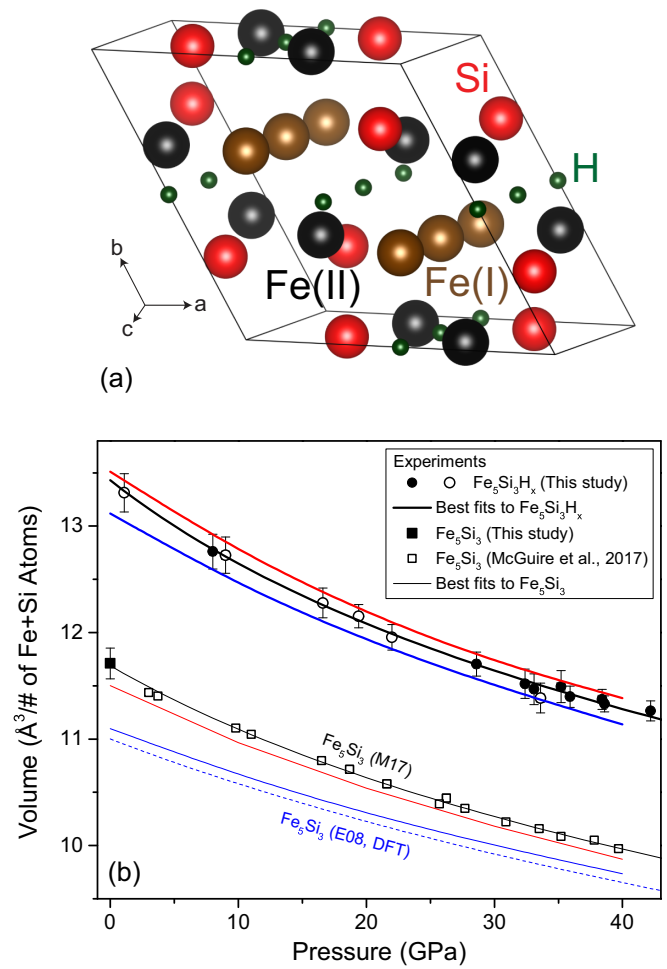 Si
H
b
a
c
Fe(II) Fe(I)
(a)
Experiments
Fe₅Si₃Hₓ (This study)
Best fits to Fe₅Si₃Hₓ
Fe₅Si₃ (This study)
Fe₅Si₃ (McGuire et al., 2017)
Best fits to Fe₅Si₃
13
12
11
10
Volume (Å³/# of Fe+Si Atoms)
Fe₅Si₃ (M17)
Fe₅Si₃ (E08, DFT)
(b)
0 10 20 30 40
Pressure (GPa)